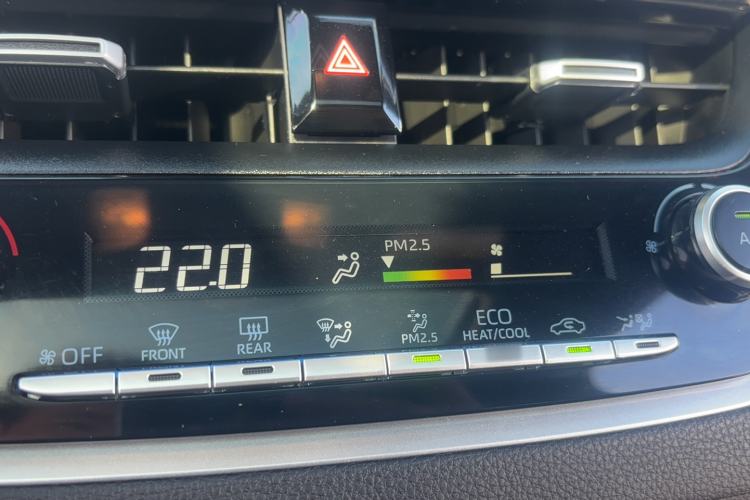 PM2.5
22.0
OFF
FRONT
REAR
PM2.5
ECO
HEAT/COOL
A